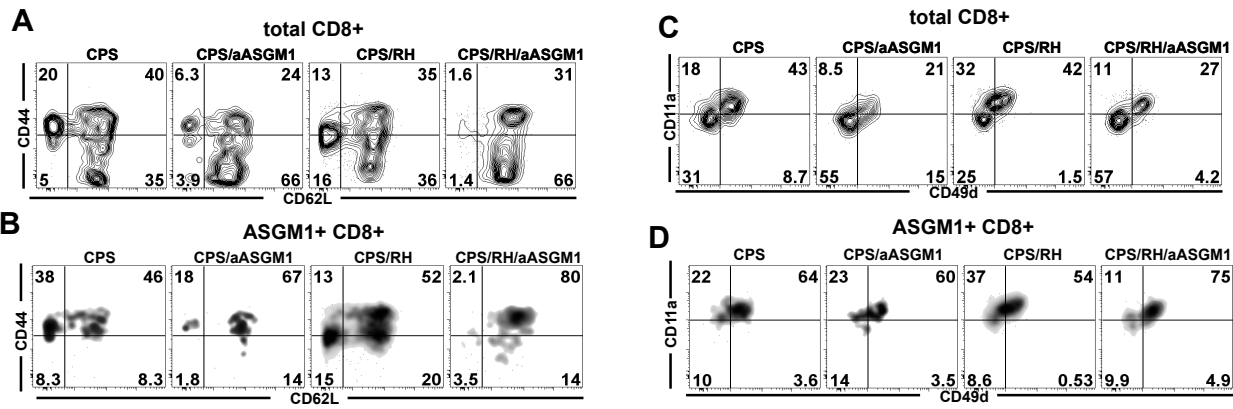 A
total CD8+
CPS CPS/aASGM1 CPS/RH CPS/RH/aASGM1
20 40 6.3 24 13 35 1.6 31
CD44
5 35 3.9 66 16 36 1.4 66
CD62L
B
ASGM1+ CD8+
CPS CPS/aASGM1 CPS/RH CPS/RH/aASGM1
38 46 18 67 13 52 2.1 80
CD44
8.3 8.3 1.8 14 15 20 3.5 14
CD62L
C
total CD8+
CPS CPS/aASGM1 CPS/RH CPS/RH/aASGM1
18 43 8.5 21 32 42 11 27
CD11a
31 8.7 55 15 25 1.5 57 4.2
CD49d
D
ASGM1+ CD8+
CPS CPS/aASGM1 CPS/RH CPS/RH/aASGM1
22 64 23 60 37 54 11 75
CD11a
10 3.6 14 3.5 8.6 0.53 9.9 4.9
CD49d